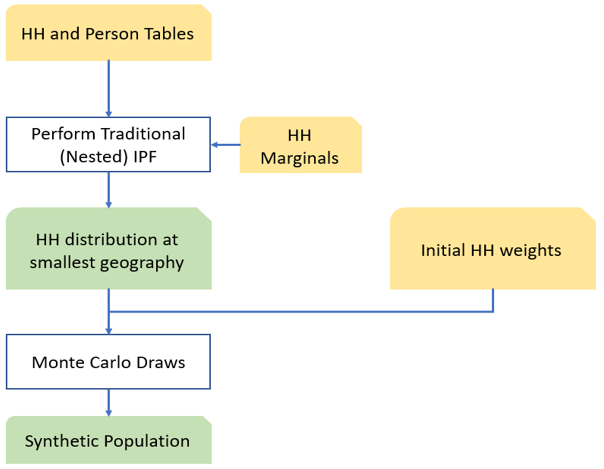 HH and Person Tables
Perform Traditional
(Nested) IPF
HH
Marginals
HH distribution at
smallest geography
Initial HH weights
Monte Carlo Draws
Synthetic Population